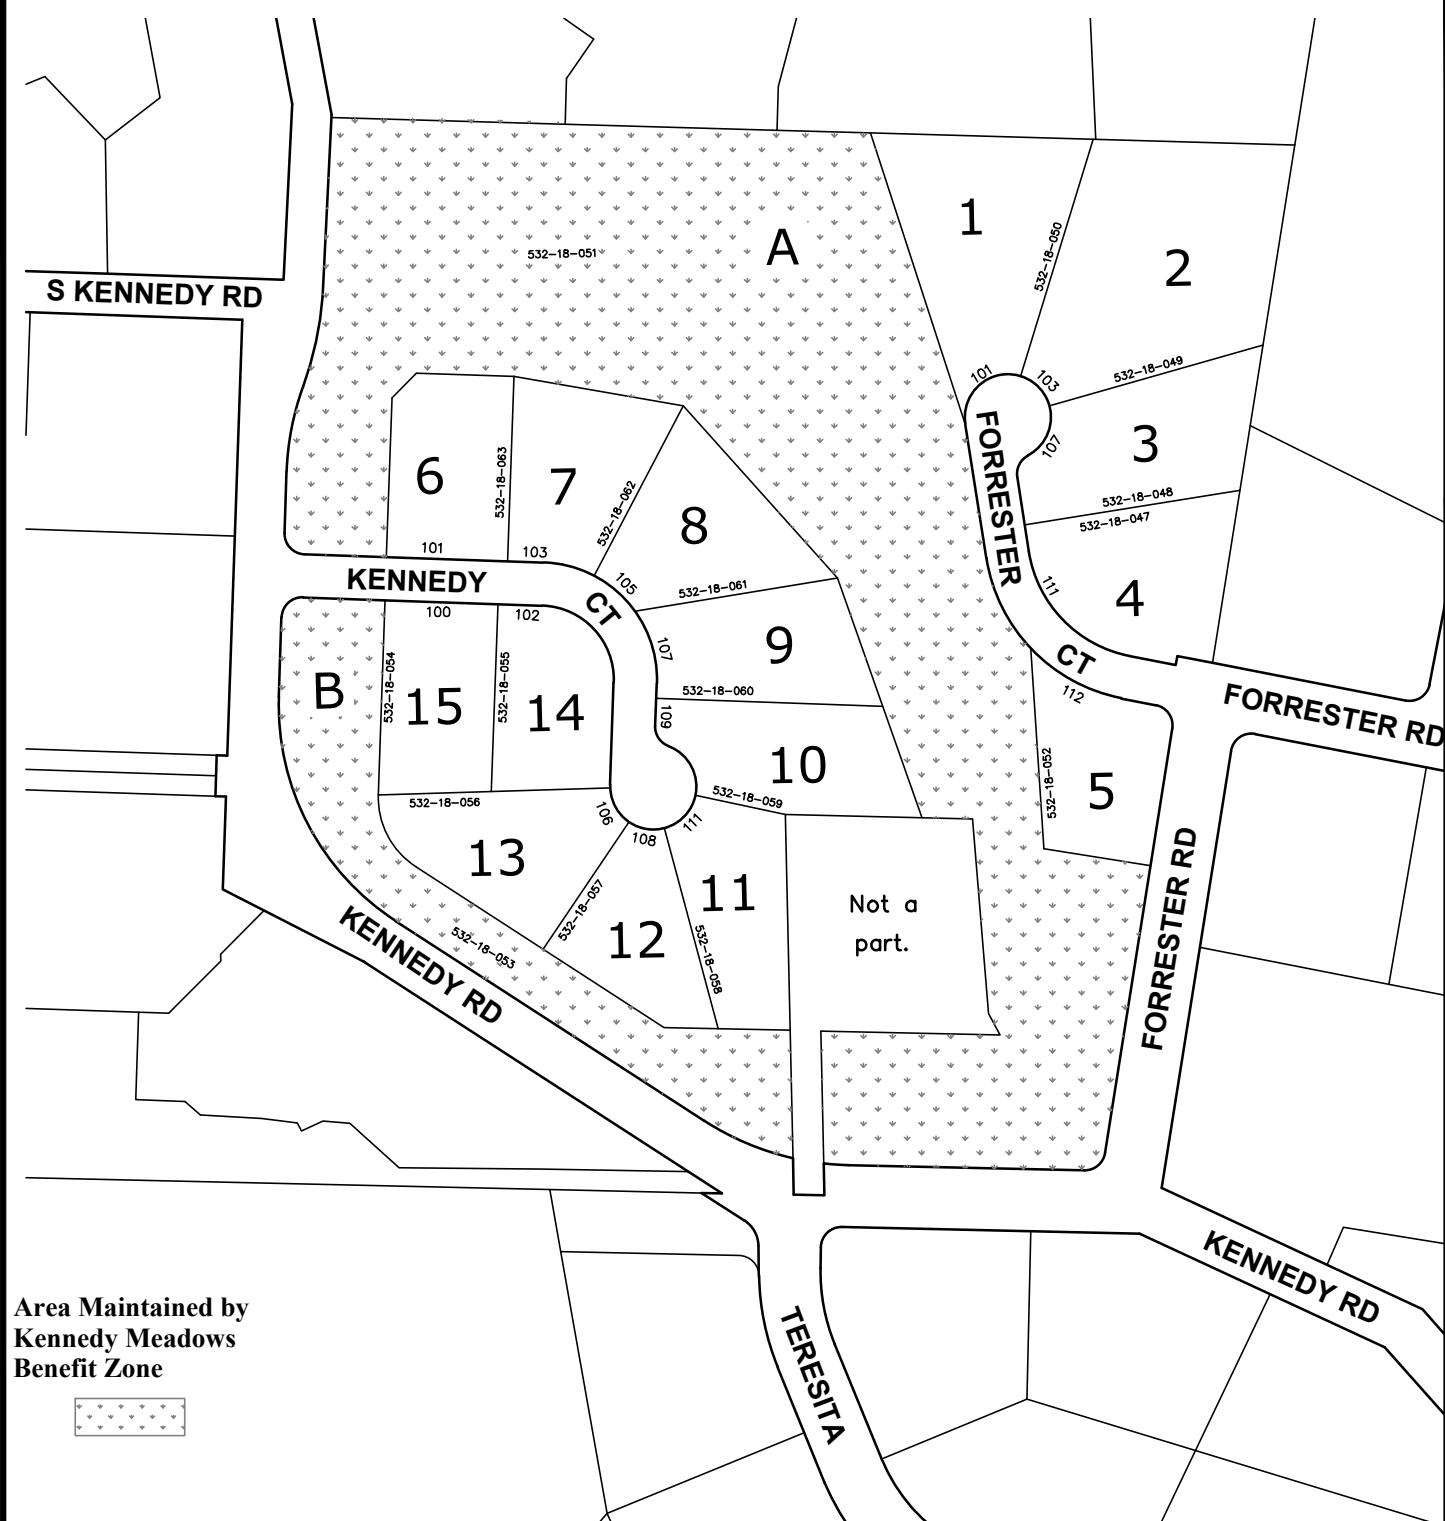 A
1
2
532-18-050
532-18-051
S KENNEDY RD
532-18-049
101
103
3
107
FORRESTER
532-18-048
532-18-047
6
532-18-063
7
532-18-062
8
101
103
KENNEDY
105
CT
532-18-061
111
4
100
102
107
9
CT
112
FORRESTER RD
B
532-18-054
15
532-18-055
14
532-18-060
109
10
532-18-052
5
532-18-056
106
108
111
532-18-059
13
11
Not a
part.
FORRESTER RD
532-18-057
12
532-18-058
KENNEDY RD
532-18-053
KENNEDY RD
Area Maintained by
Kennedy Meadows
Benefit Zone
TERESITA